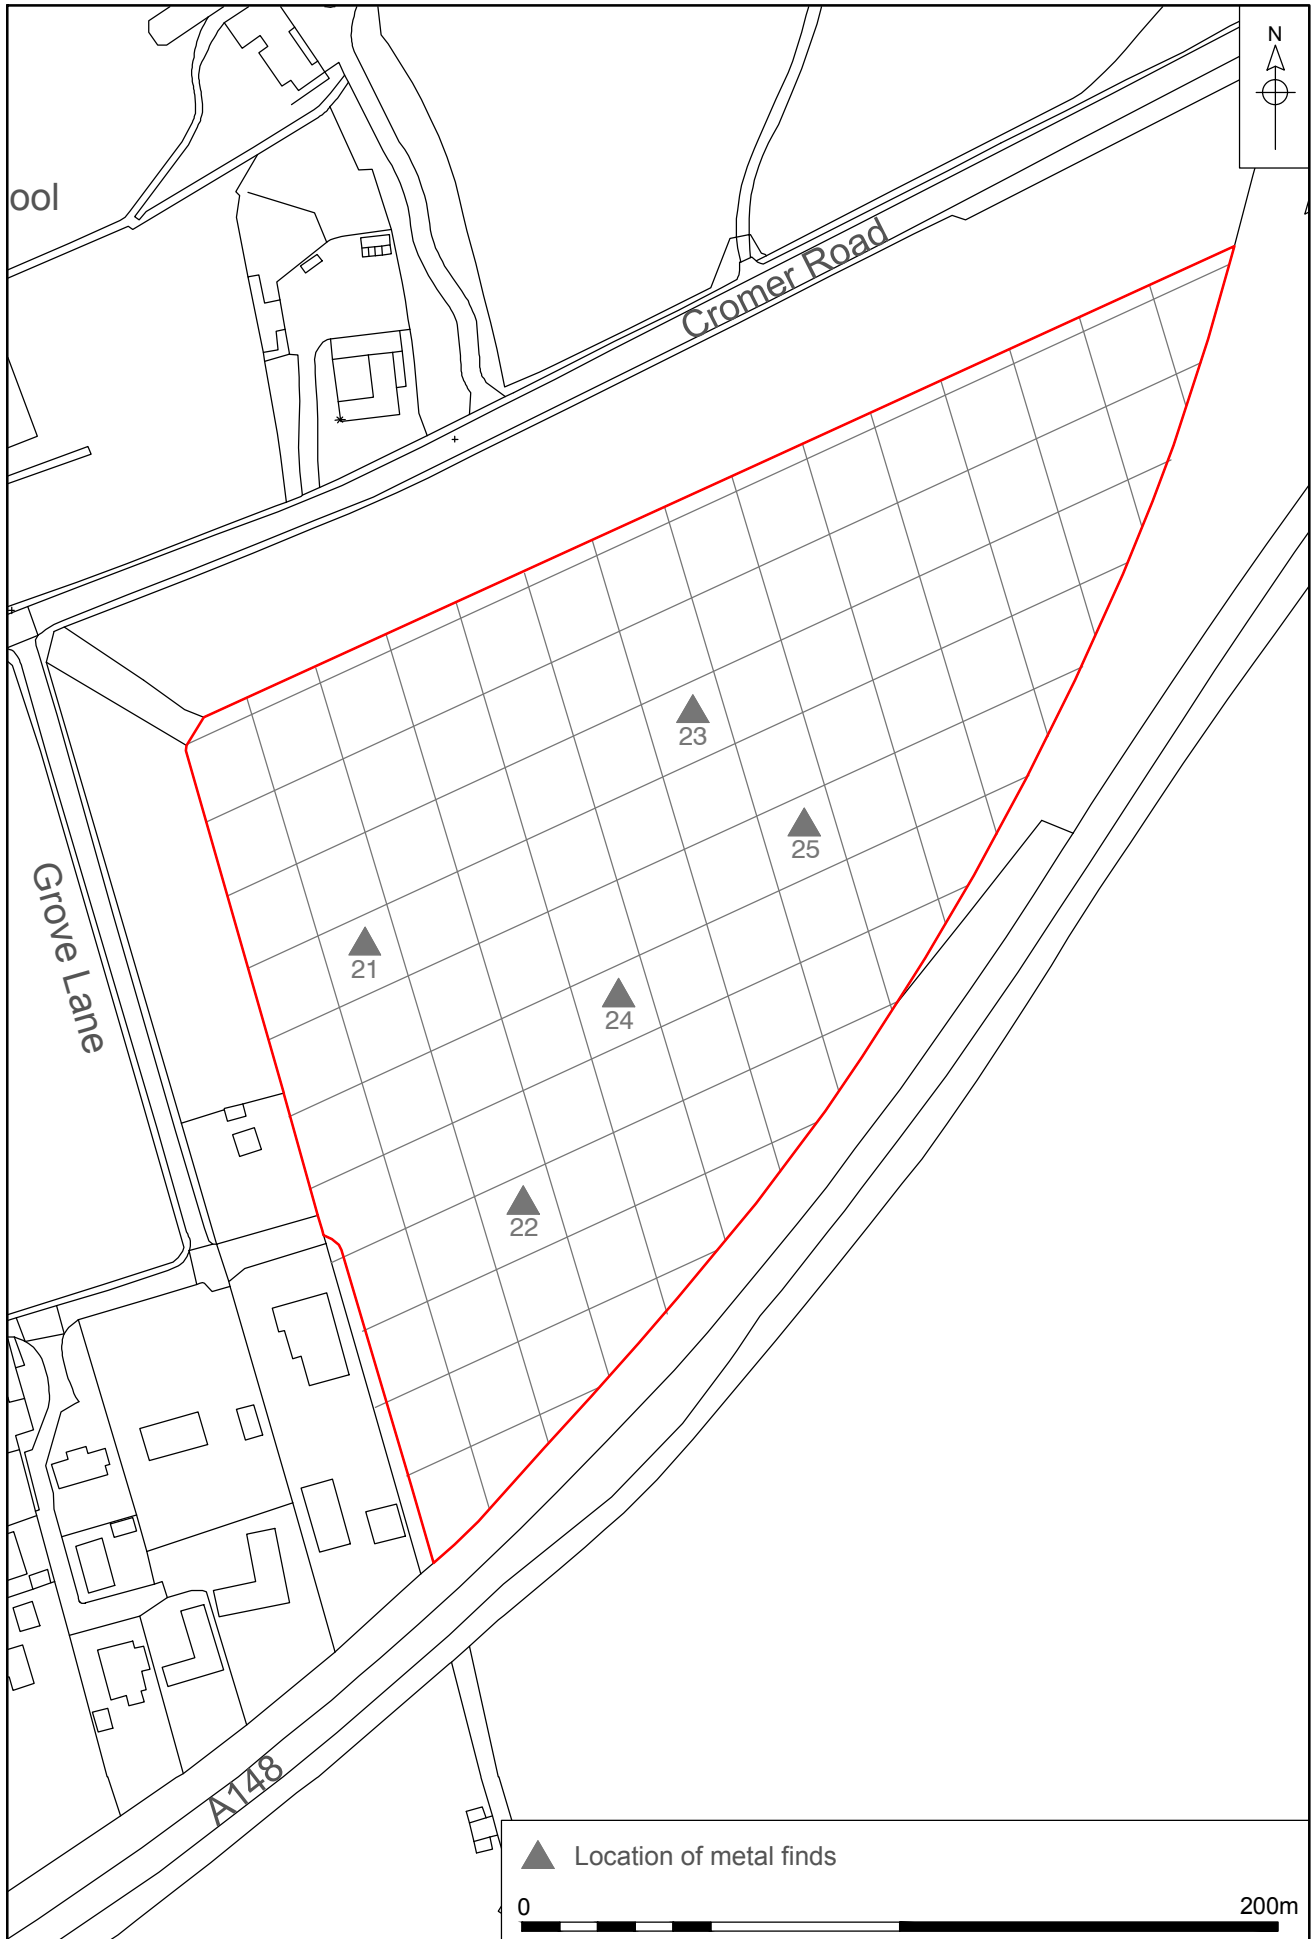 N
ool
Cromer Road
23
25
Grove Lane
21
24
22
A148
Location of metal finds
0 200m